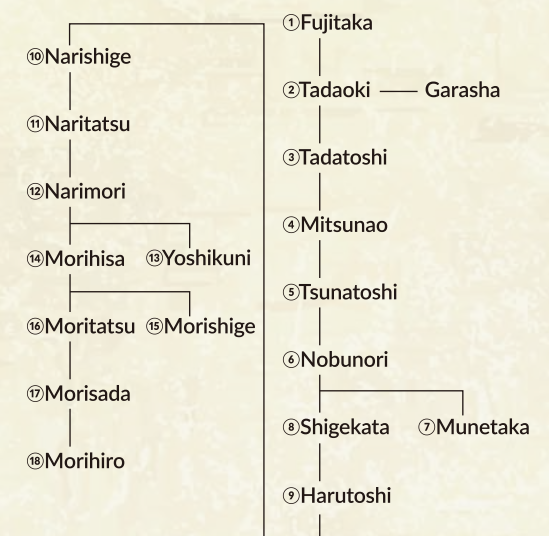 ①Fujitaka
②Tadaoki — Garasha
③Tadatoshi
④Mitsunao
⑤Tsunatoshi
⑥Nobunori
⑧Shigekata ⑦Munetaka
⑨Harutoshi
⑩Narishige
⑪Naritatsu
⑫Narimori
⑭Morihisa ⑬Yoshikuni
⑯Moritatsu ⑮Morishige
⑰Morisada
⑱Morihiro